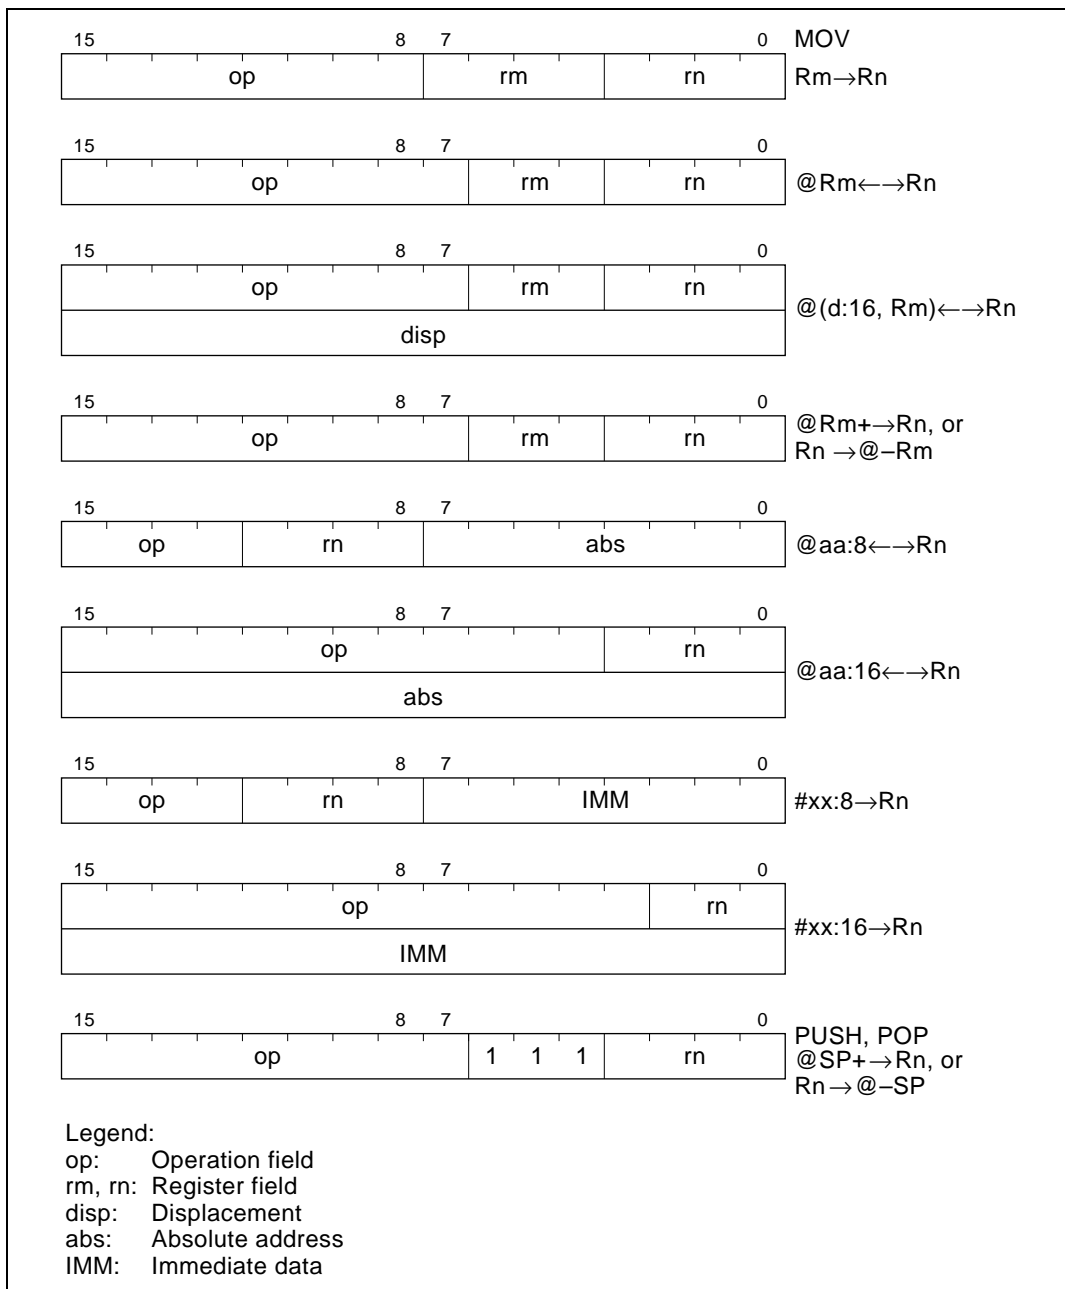 15 8 7 0 MOV
op rm rn Rm→Rn
15 8 7 0
op rm rn @Rm←→Rn
15 8 7 0
op rm rn
@(d:16, Rm)←→Rn
disp
15 8 7 0
@Rm+→Rn, or
op rm rn
Rn →@–Rm
15 8 7 0
op rn abs @aa:8←→Rn
15 8 7 0
op rn
@aa:16←→Rn
abs
15 8 7 0
op rn IMM #xx:8→Rn
15 8 7 0
op rn
#xx:16→Rn
IMM
15 8 7 0
PUSH, POP
op 1 1 1 rn @SP+→Rn, or
Rn→@–SP
Legend:
op: Operation field
rm, rn: Register field
disp: Displacement
abs: Absolute address
IMM: Immediate data